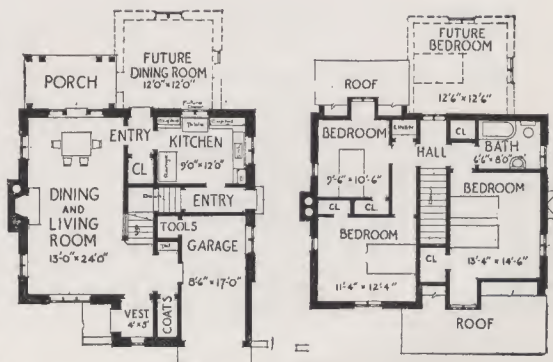 FUTURE
DINING ROOM
12'0" × 12'0"
PORCH
ENTRY
KITCHEN
9'0" × 12'0"
CL
DINING
AND
LIVING
ROOM
13'0" × 24'0"
ENTRY
TOOLS
GARAGE
8'6" × 17'0"
VEST.
4' × 5'
COATS
FUTURE
BEDROOM
12'6" × 12'6"
ROOF
BEDROOM
9'-6" × 10'-6"
LINEN
HALL
CL
BATH
6'6" × 8'0"
CL
CL
BEDROOM
11'-4" × 12'-4"
Down
BEDROOM
13'-4" × 14'-6"
CL
ROOF